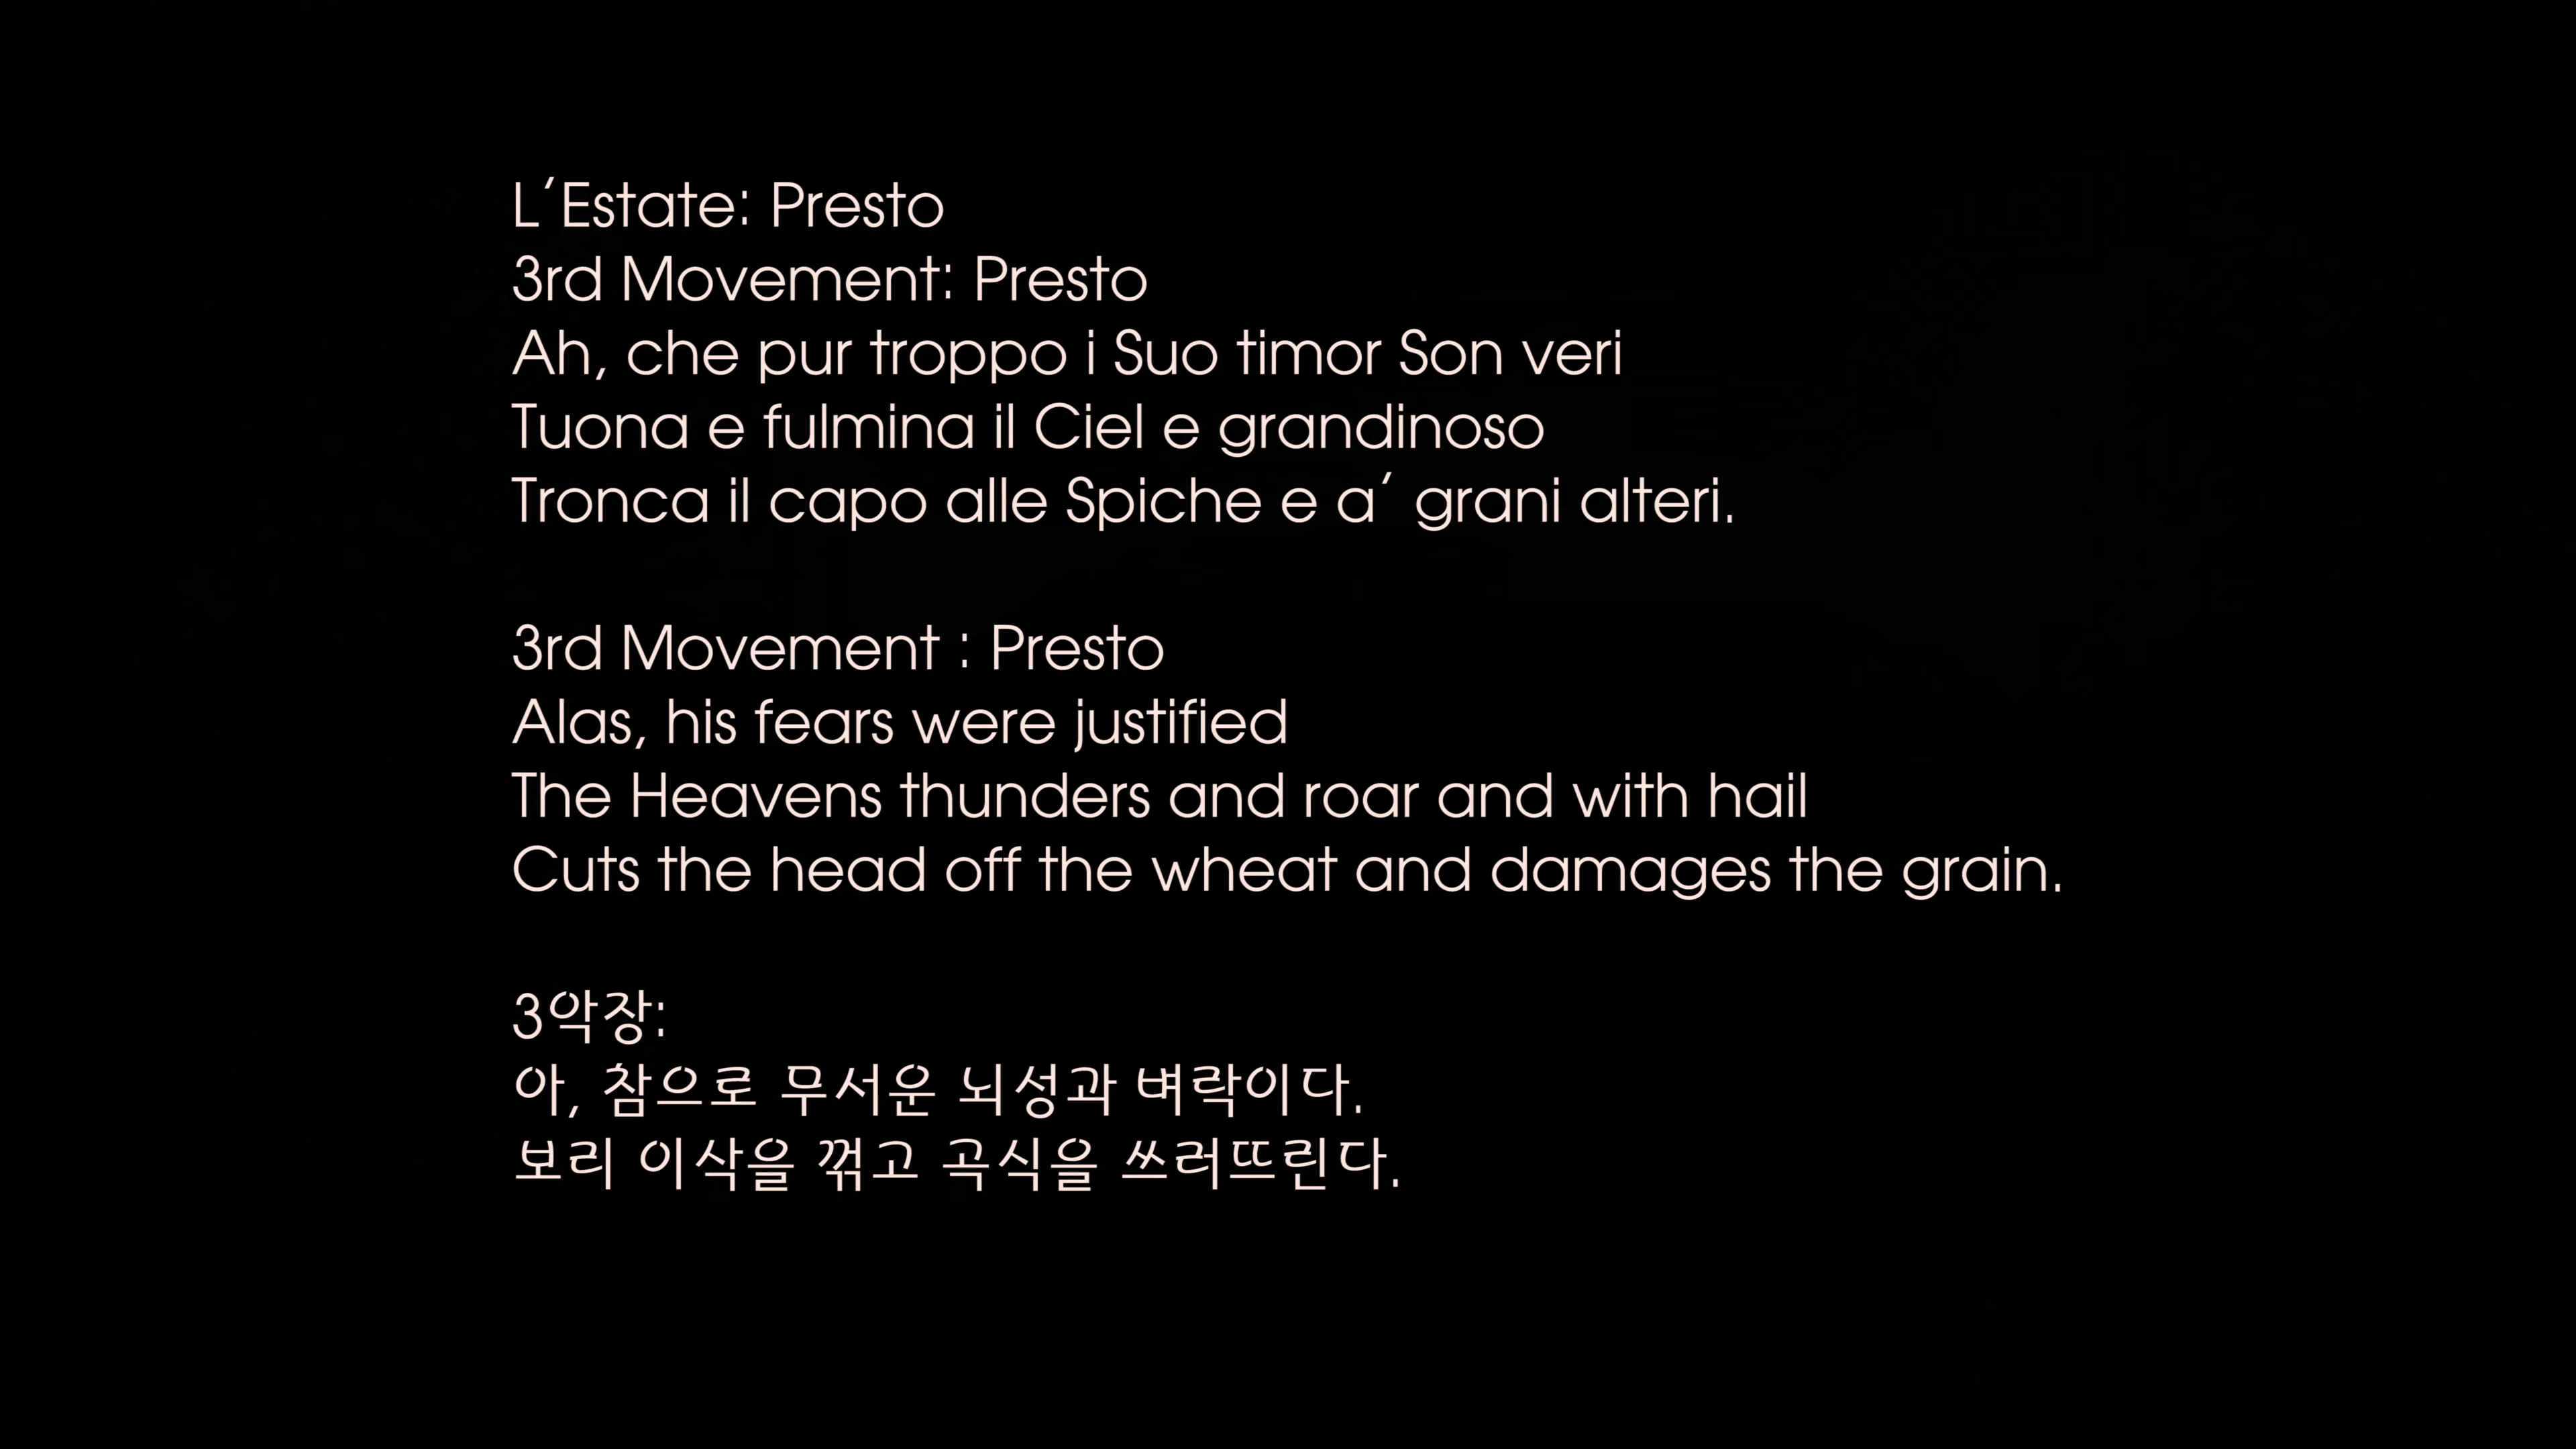 L’Estate: Presto
3rd Movement: Presto
Ah, che pur troppo i Suo timor Son veri
Tuona e fulmina il Ciel e grandinoso
Tronca il capo alle Spiche e a’ grani alteri.
3rd Movement : Presto
Alas, his fears were justified
The Heavens thunders and roar and with hail
Cuts the head off the wheat and damages the grain.
3악장:
아, 참으로 무서운 뇌성과 벼락이다.
보리 이삭을 꺾고 곡식을 쓰러뜨린다.